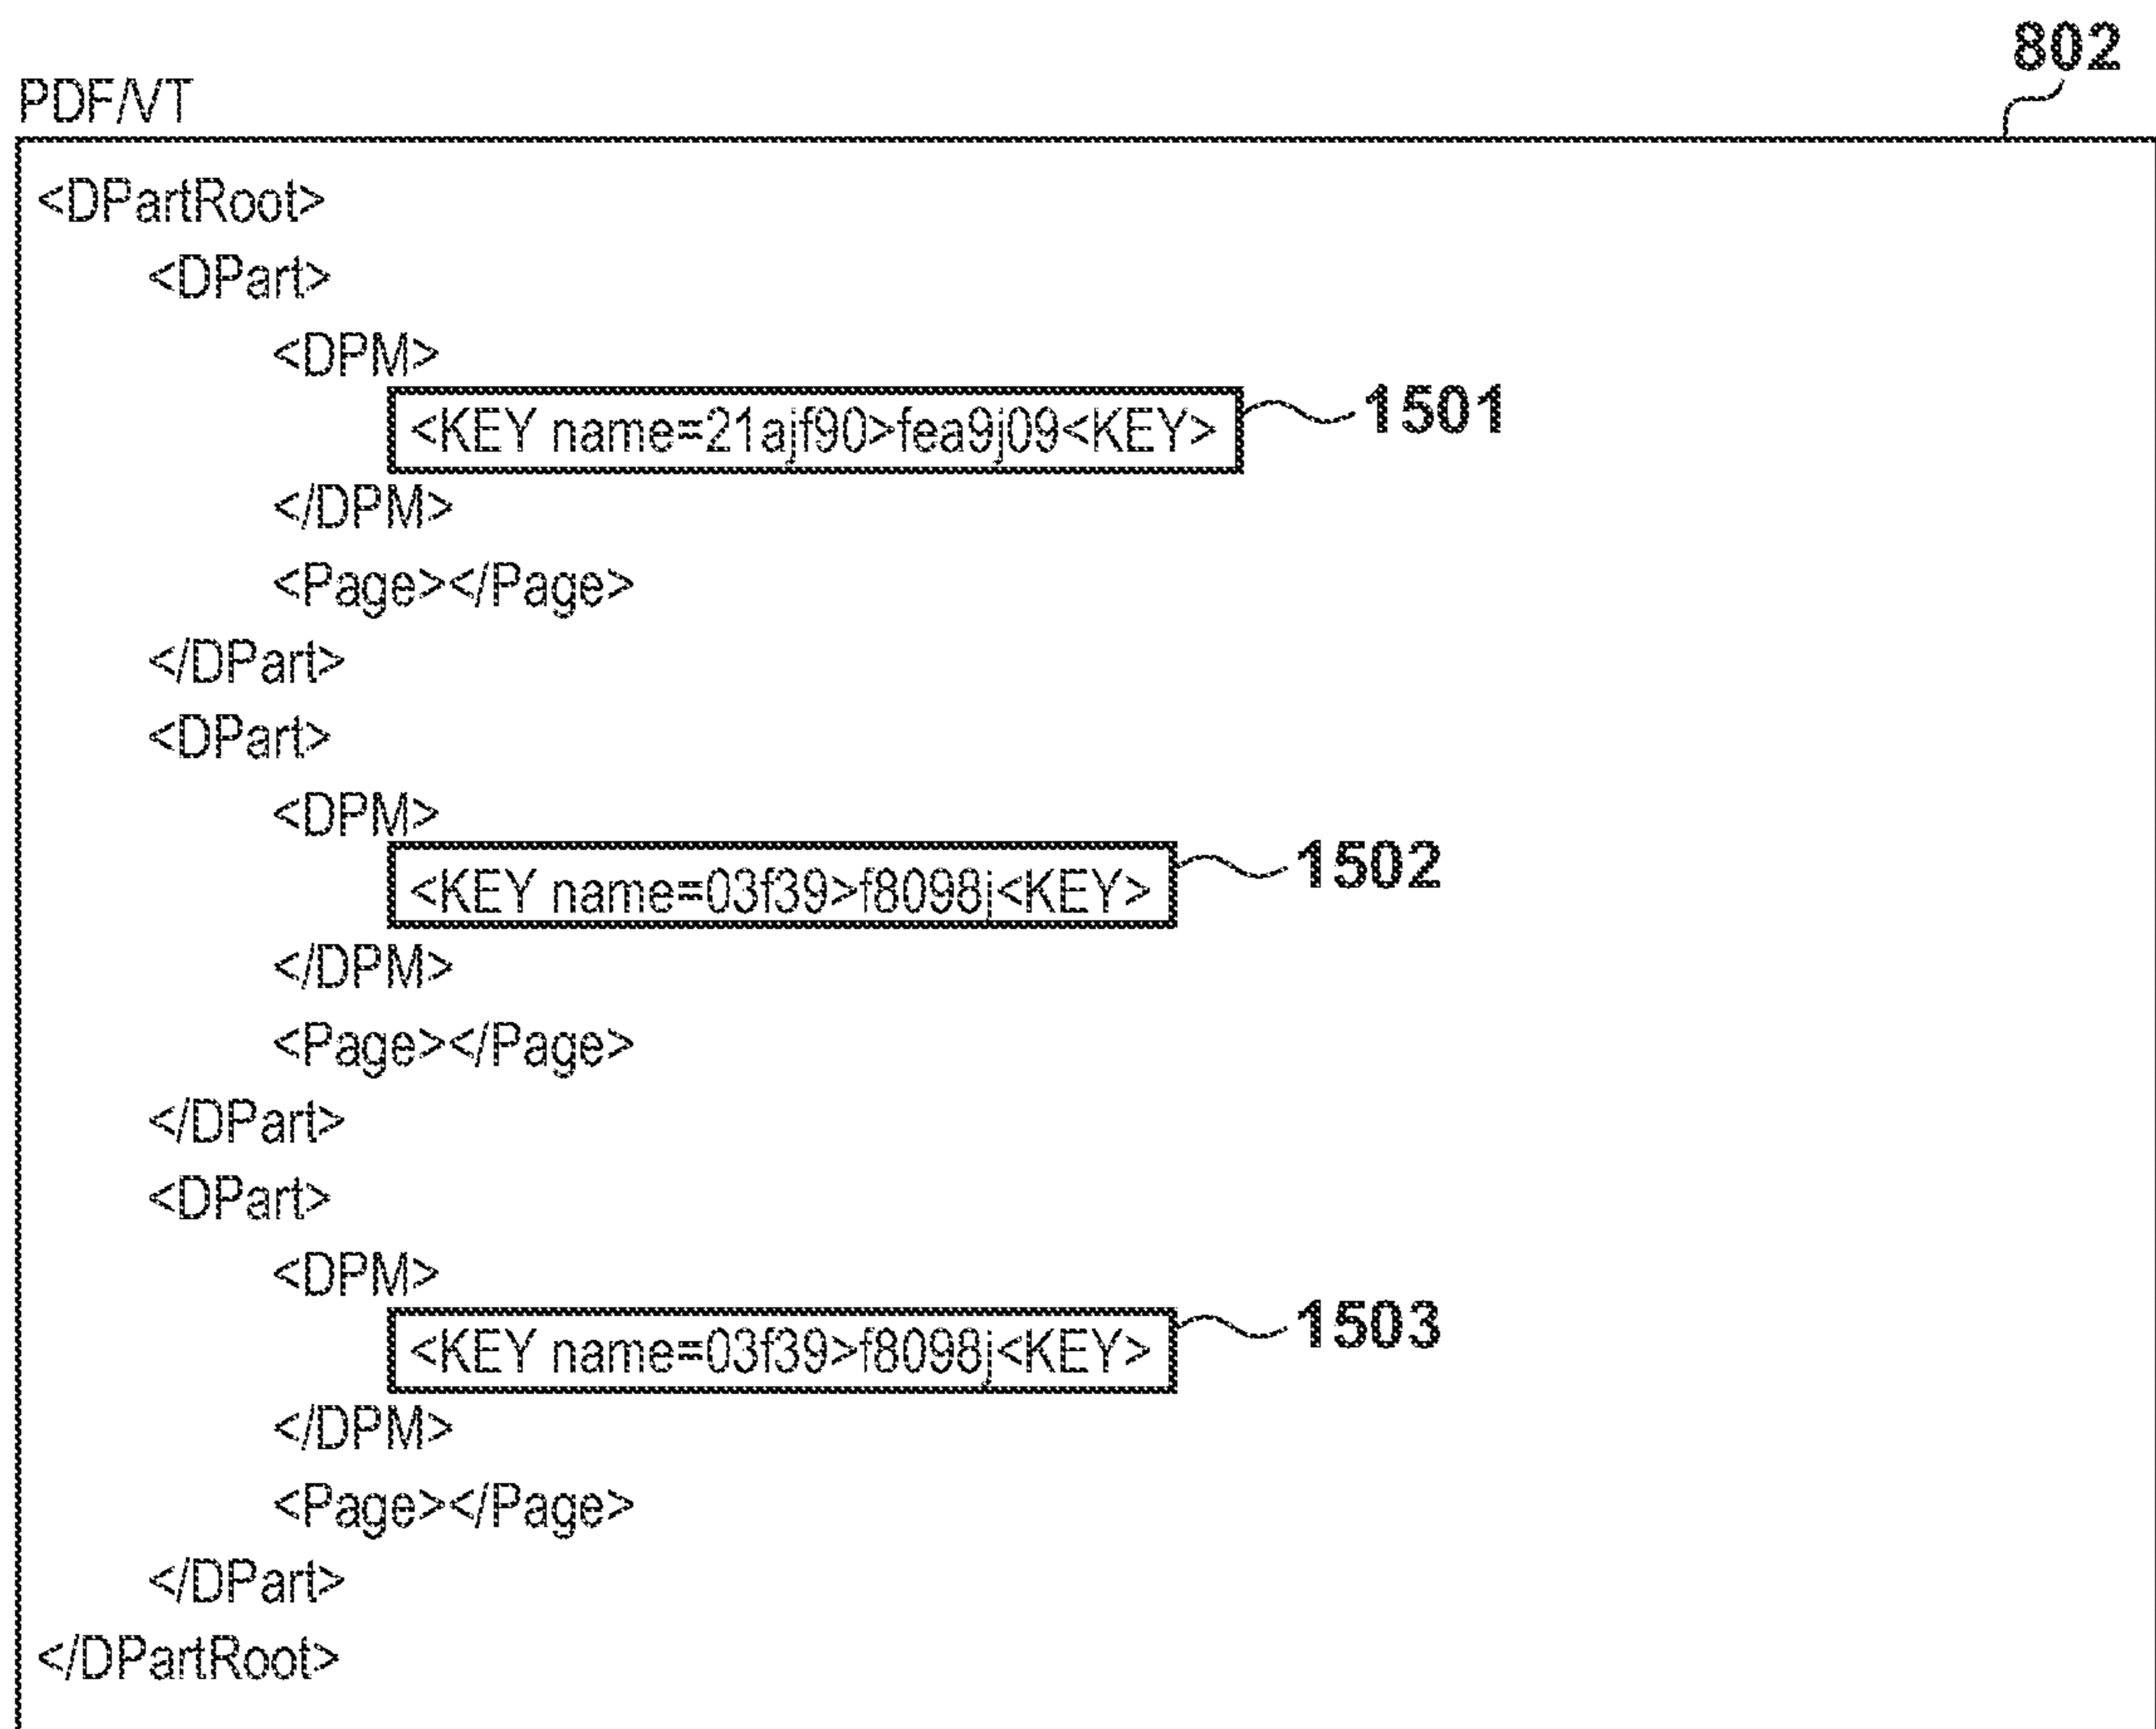 802
PDF/VT
<DPartRoot>
<DPart>
<DPM>
<KEY name=21ajf90>fea9j09<KEY> 1501
</DPM>
<Page></Page>
</DPart>
<DPart>
<DPM>
<KEY name=03f39>f8098j<KEY> 1502
</DPM>
<Page></Page>
</DPart>
<DPart>
<DPM>
<KEY name=03f39>f8098j<KEY> 1503
</DPM>
<Page></Page>
</DPart>
</DPartRoot>